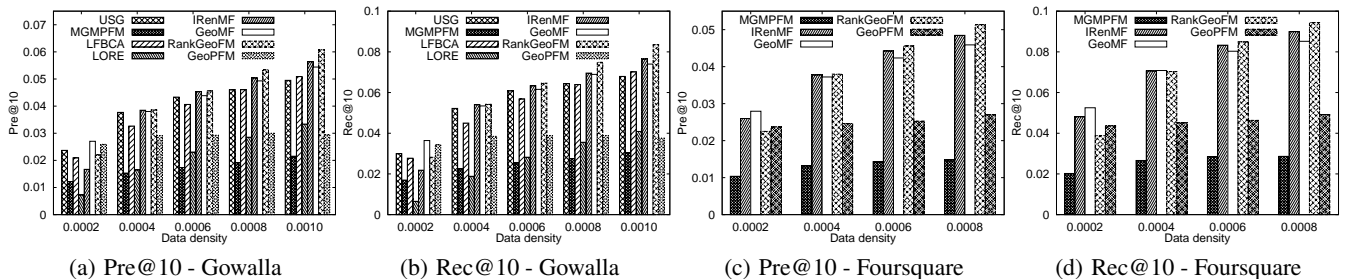 0.07
0.06
0.05
0.04
0.03
0.02
0.01
0
Pre@10
USG
MGMPFM
LFBCA
LORE
IRenMF
GeoMF
RankGeoFM
GeoPFM
0.0002 0.0004 0.0006 0.0008 0.0010
Data density
(a) Pre@10 - Gowalla
0.1
0.08
0.06
0.04
0.02
0
Rec@10
USG
MGMPFM
LFBCA
LORE
IRenMF
GeoMF
RankGeoFM
GeoPFM
0.0002 0.0004 0.0006 0.0008 0.0010
Data density
(b) Rec@10 - Gowalla
0.05
0.04
0.03
0.02
0.01
0
Pre@10
MGMPFM
IRenMF
GeoMF
RankGeoFM
GeoPFM
0.0002 0.0004 0.0006 0.0008
Data density
(c) Pre@10 - Foursquare
0.1
0.08
0.06
0.04
0.02
0
Rec@10
MGMPFM
IRenMF
GeoMF
RankGeoFM
GeoPFM
0.0002 0.0004 0.0006 0.0008
Data density
(d) Rec@10 - Foursquare